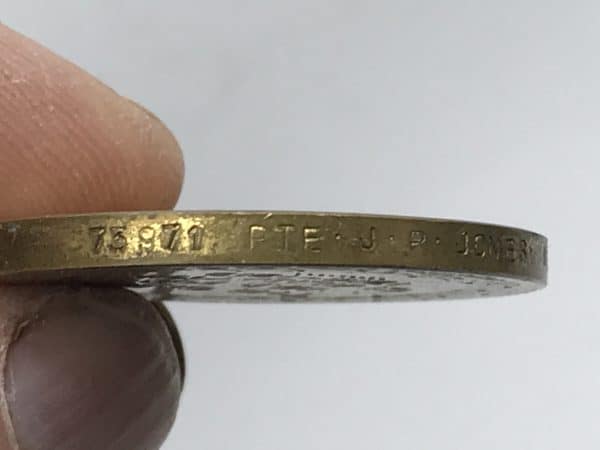 73971 PTE · J · P · JONES